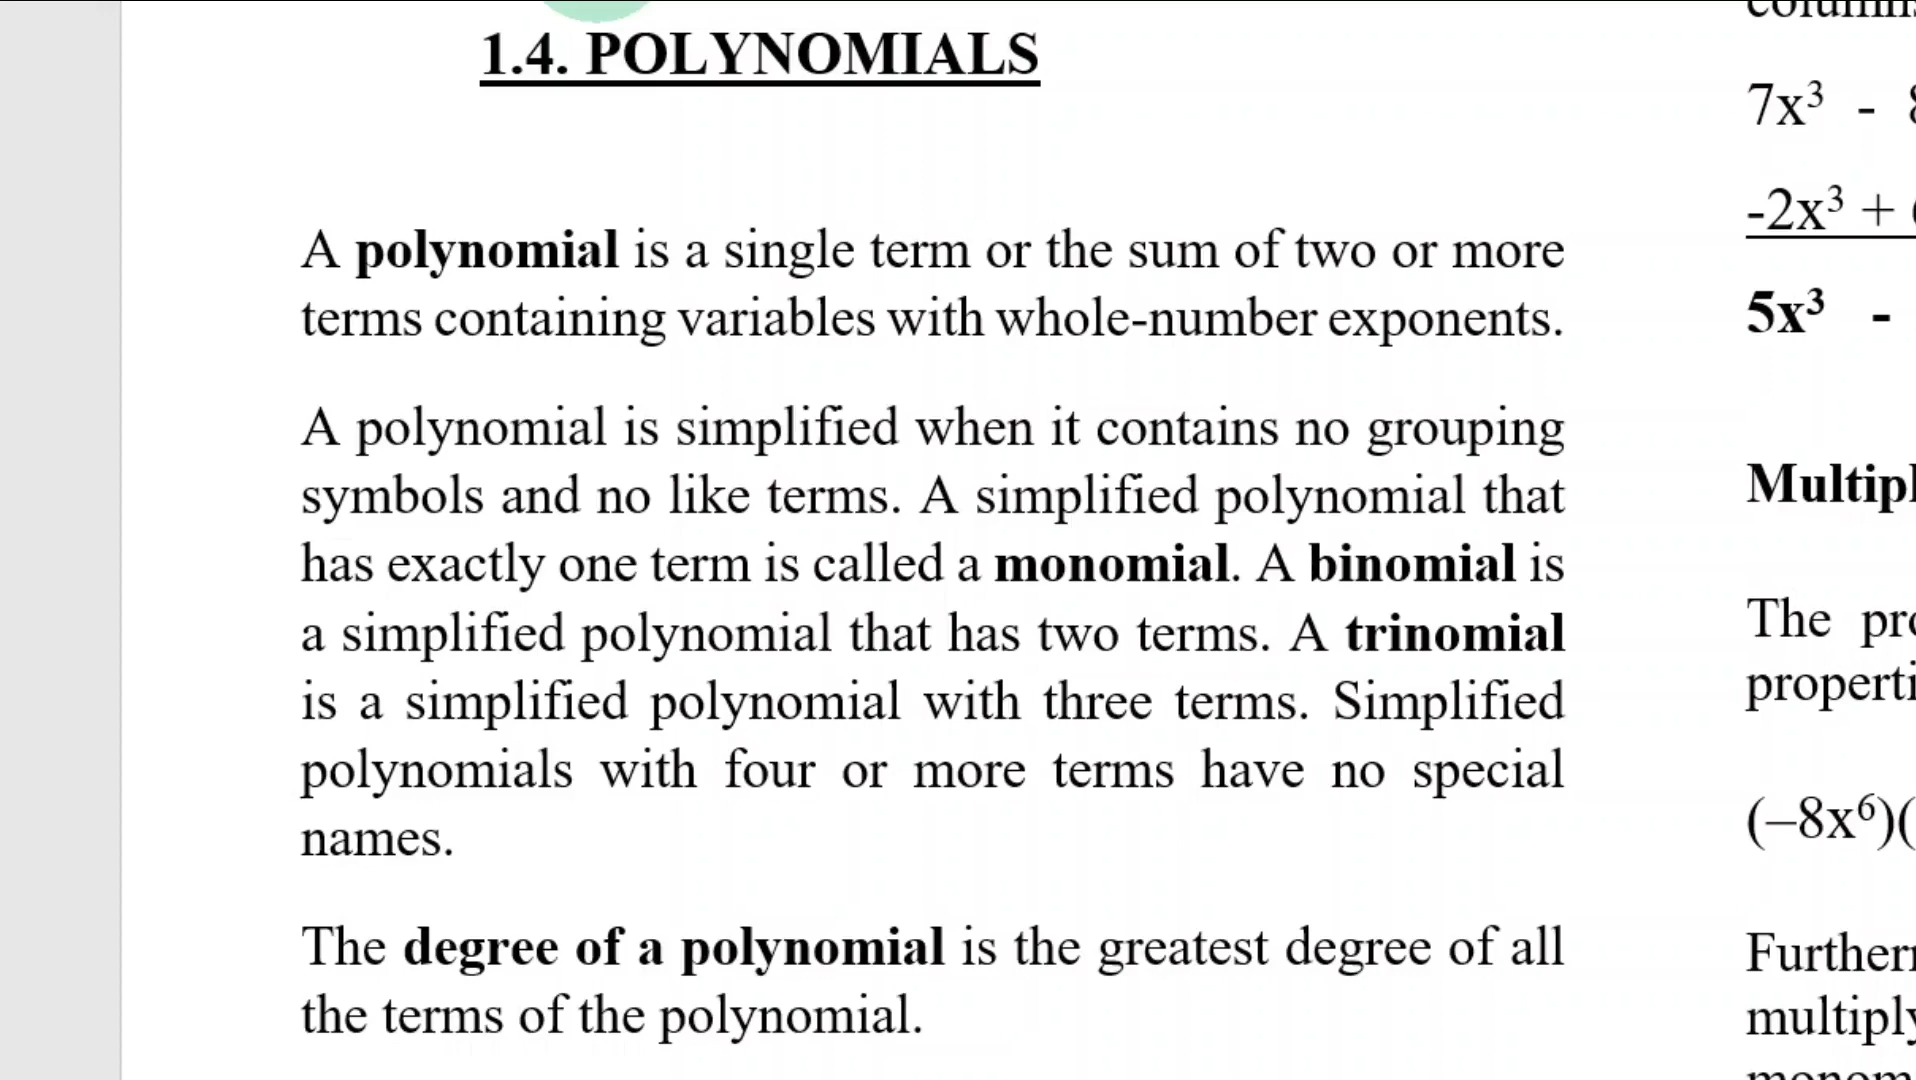 1.4. POLYNOMIALS
A polynomial is a single term or the sum of two or more
terms containing variables with whole-number exponents.
A polynomial is simplified when it contains no grouping
symbols and no like terms. A simplified polynomial that
has exactly one term is called a monomial. A binomial is
a simplified polynomial that has two terms. A trinomial
is a simplified polynomial with three terms. Simplified
polynomials with four or more terms have no special
names.
The degree of a polynomial is the greatest degree of all
the terms of the polynomial.
7x³ -
-2x³ +
5x³ -
The
(–8x⁶)(